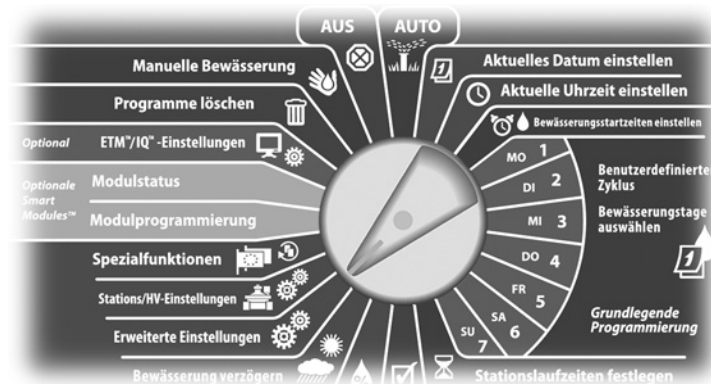 AUS
AUTO
Manuelle Bewässerung
Programme löschen
Optional
ETM™/IQ™ -Einstellungen
Optionale
Smart
Modules™
Modulstatus
Modulprogrammierung
Spezialfunktionen
Stations/HV-Einstellungen
Erweiterte Einstellungen
Bewässerung verzögern
Aktuelles Datum einstellen
Aktuelle Uhrzeit einstellen
Bewässerungsstartzeiten einstellen
MO 1
DI 2
MI 3
DO 4
FR 5
SA 6
SU 7
Benutzerdefinierter
Zyklus
Bewässerungstage
auswählen
1
1
Grundlegende
Programmierung
Stationslaufzeiten festlegen
%